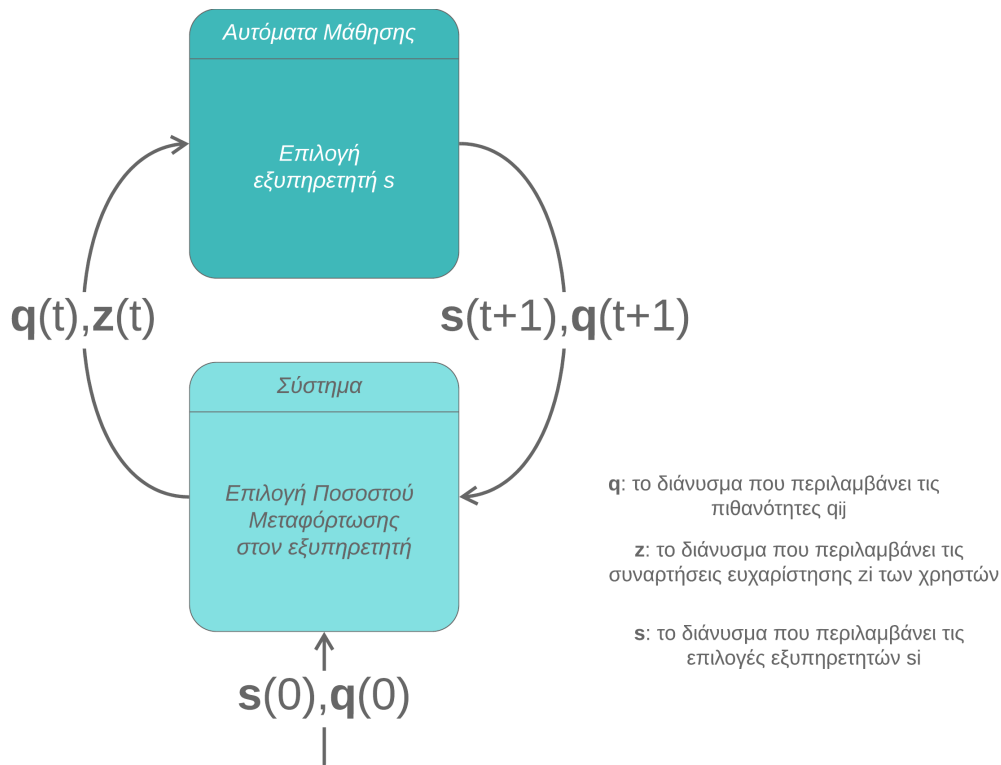 Αυτόματα Μάθησης
Επιλογή
εξυπηρετητή s
q(t),z(t)
s(t+1),q(t+1)
Σύστημα
Επιλογή Ποσοστού
Μεταφόρτωσης
στον εξυπηρετητή
s(0),q(0)
q: το διάνυσμα που περιλαμβάνει τις
πιθανότητες qij
z: το διάνυσμα που περιλαμβάνει τις
συναρτήσεις ευχαρίστησης zi των χρηστών
s: το διάνυσμα που περιλαμβάνει τις
επιλογές εξυπηρετητών si